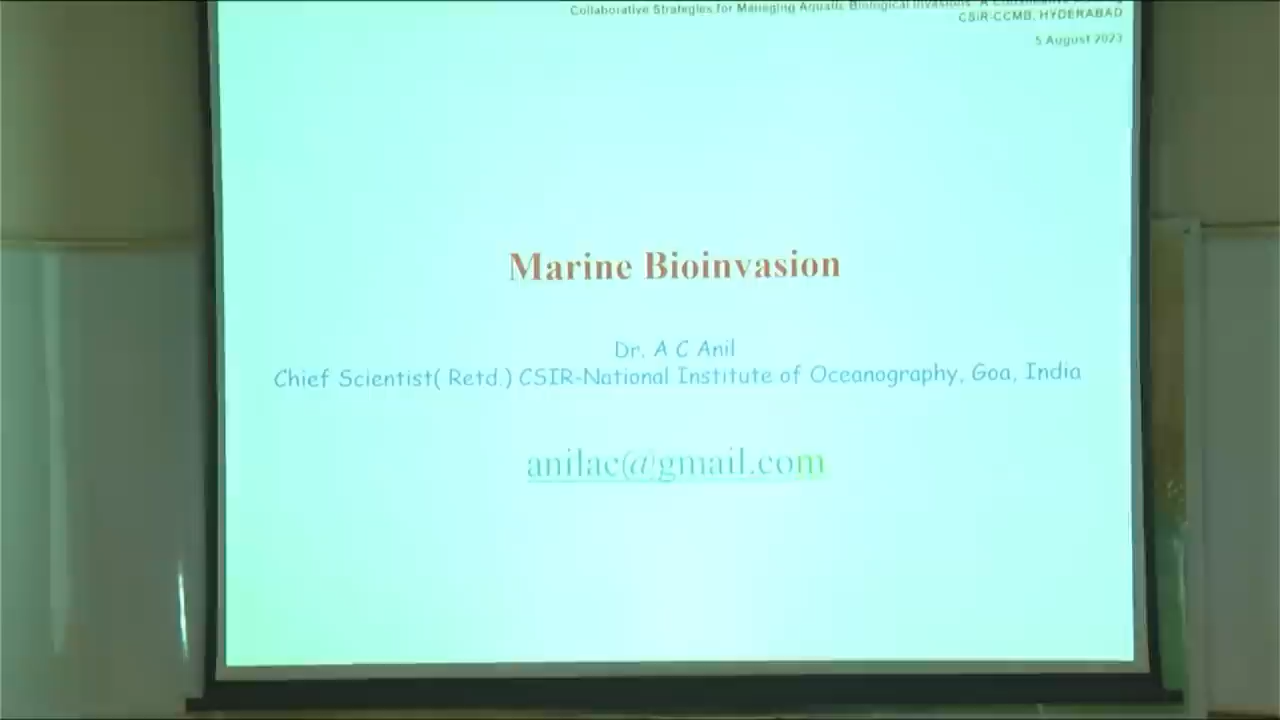 Collaborative Strategies for Managing Aquatic Biological Invasions: A
CSIR-CCMB, HYDERABAD
5 August 2023
Marine Bioinvasion
Dr. A C Anil
Chief Scientist( Retd.) CSIR-National Institute of Oceanography, Goa, India
anilac@gmail.com